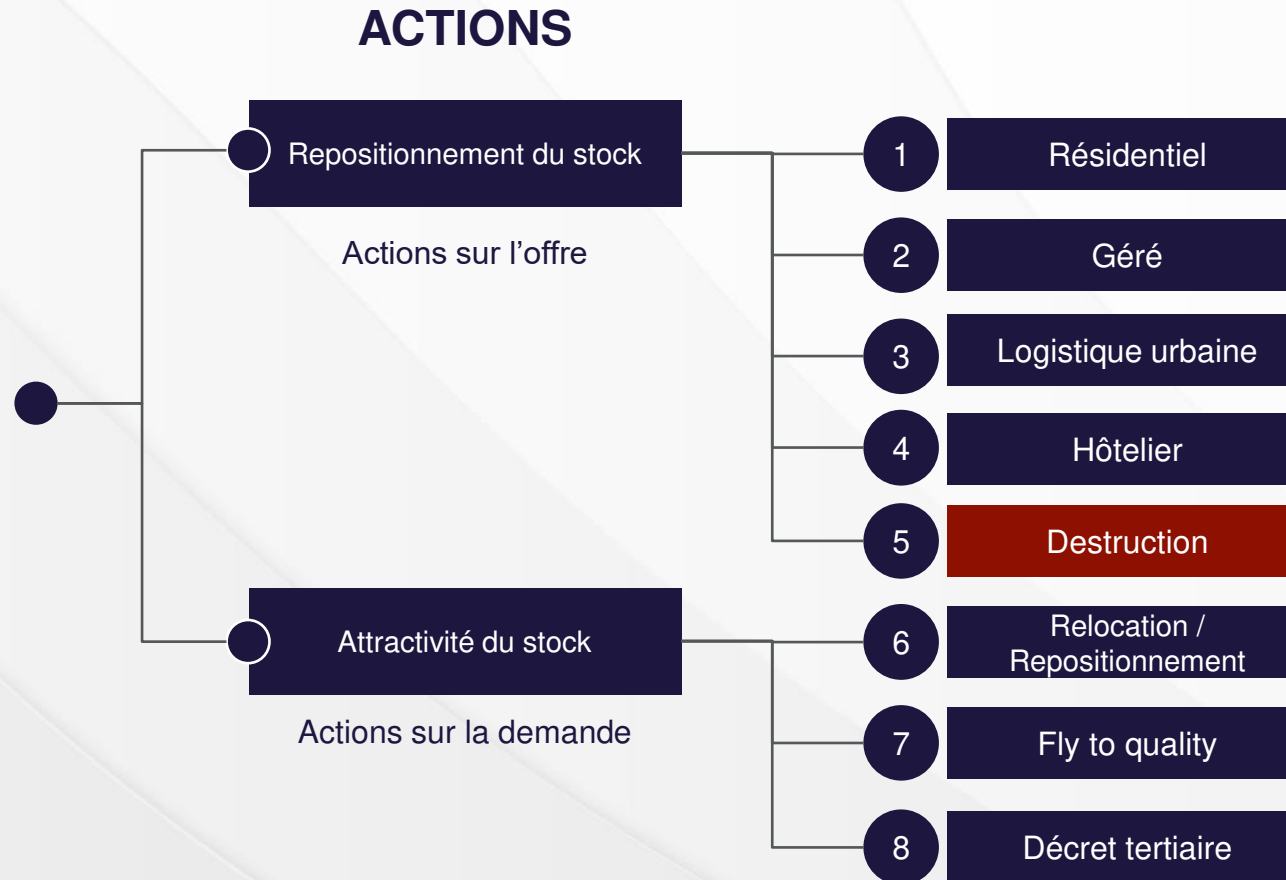 ACTIONS
Repositionnement du stock
Actions sur l’offre
1
Résidentiel
2
Géré
3
Logistique urbaine
4
Hôtelier
5
Destruction
Attractivité du stock
Actions sur la demande
6
Relocation /
Repositionnement
7
Fly to quality
8
Décret tertiaire